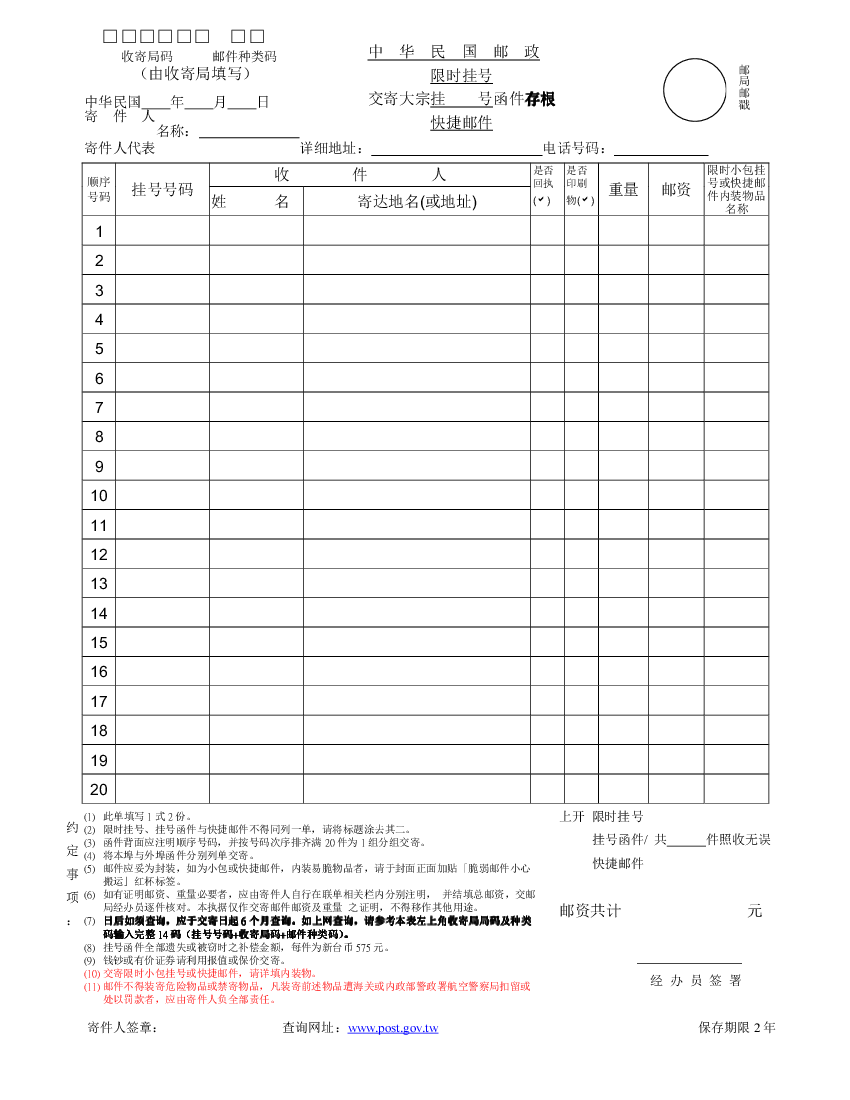 □□□□□□ □□
收寄局码 邮件种类码
（由收寄局填写）
中 华 民 国 邮 政
限时挂号
交寄大宗挂 号函件存根
快捷邮件
邮局邮戳
中华民国____年____月____日
寄 件 人
名称：____________
寄件人代表 详细地址：____________________电话号码：____________
顺序号码 挂号号码 收 件 人 是否回执(✓) 是否印刷物(✓) 重量 邮资 限时小包挂号或快捷邮件内装物品名称
姓 名 寄达地名(或地址)
1
2
3
4
5
6
7
8
9
10
11
12
13
14
15
16
17
18
19
20
约定事项：
(1) 此单填写 1 式 2 份。
(2) 限时挂号、挂号函件与快捷邮件不得同列一单，请将标题涂去其二。
(3) 函件背面应注明顺序号码，并按号码次序排齐满 20 件为 1 组分组交寄。
(4) 将本埠与外埠函件分别列单交寄。
(5) 邮件应妥为封装，如为小包或快捷邮件，内装易脆物品者，请于封面正面加贴「脆弱邮件小心
搬运」红杯标签。
(6) 如有证明邮资、重量必要者，应由寄件人自行在联单相关栏内分别注明， 并结填总邮资，交邮
局经办员逐件核对。本执据仅作交寄邮件邮资及重量 之证明，不得移作其他用途。
(7) 日后如须查询，应于交寄日起 6 个月查询，如上网查询，请参考本表左上角收寄局局码及种类
码输入完整 14 码（挂号号码+收寄局码+邮件种类码）。
(8) 挂号函件全部遗失或被窃时之补偿金额，每件为新台币 575 元。
(9) 钱钞或有价证券请利用报值或保价交寄。
(10) 交寄限时小包挂号或快捷邮件，请详填内装物。
(11) 邮件不得装寄危险物品或禁寄物品，凡装寄前述物品遭海关或内政部警政署航空警察局扣留或
处以罚款者，应由寄件人负全部责任。
上开 限时挂号
挂号函件/ 共______件照收无误
快捷邮件
邮资共计 元
经 办 员 签 署
寄件人签章： 查询网址：www.post.gov.tw 保存期限 2 年